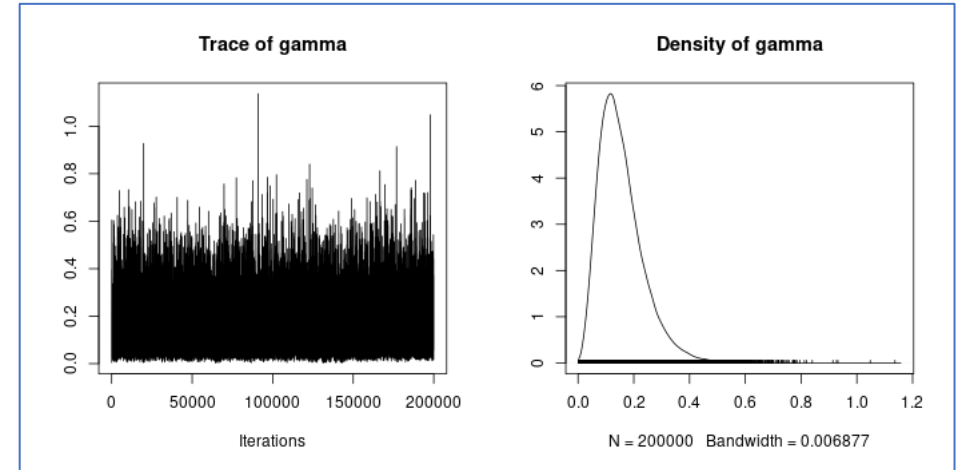 Trace of gamma
1.0
0.8
0.6
0.4
0.2
0.0
0 50000 100000 150000 200000
Iterations
Density of gamma
6
5
4
3
2
1
0
0.0 0.2 0.4 0.6 0.8 1.0 1.2
N = 200000 Bandwidth = 0.006877